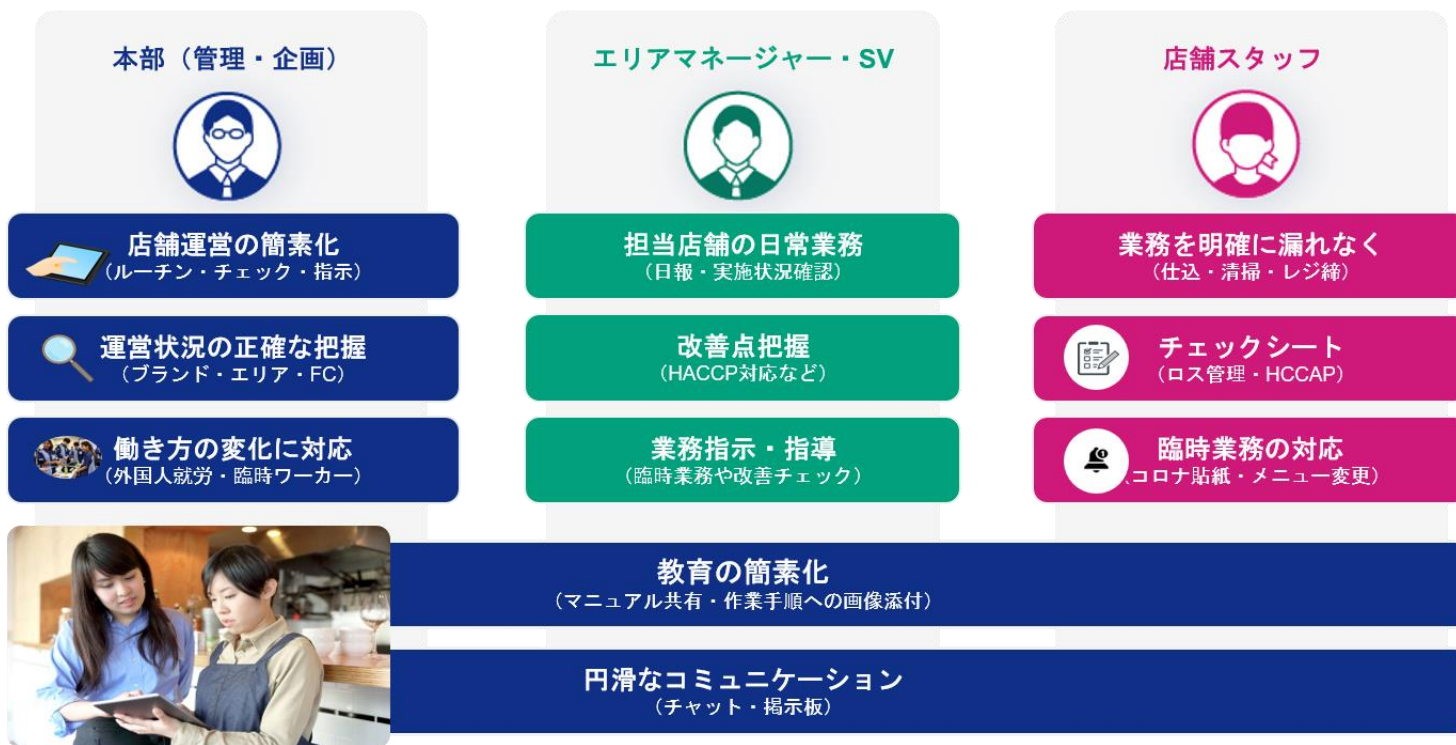 本部（管理・企画）
店舗運営の簡素化
（ルーチン・チェック・指示）
運営状況の正確な把握
（ブランド・エリア・FC）
働き方の変化に対応
（外国人就労・臨時ワーカー）
エリアマネージャー・SV
担当店舗の日常業務
（日報・実施状況確認）
改善点把握
（HACCP対応など）
業務指示・指導
（臨時業務や改善チェック）
店舗スタッフ
業務を明確に漏れなく
（仕込・清掃・レジ締）
チェックシート
（ロス管理・HCCAP）
臨時業務の対応
（コロナ貼紙・メニュー変更）
教育の簡素化
（マニュアル共有・作業手順への画像添付）
円滑なコミュニケーション
（チャット・掲示板）